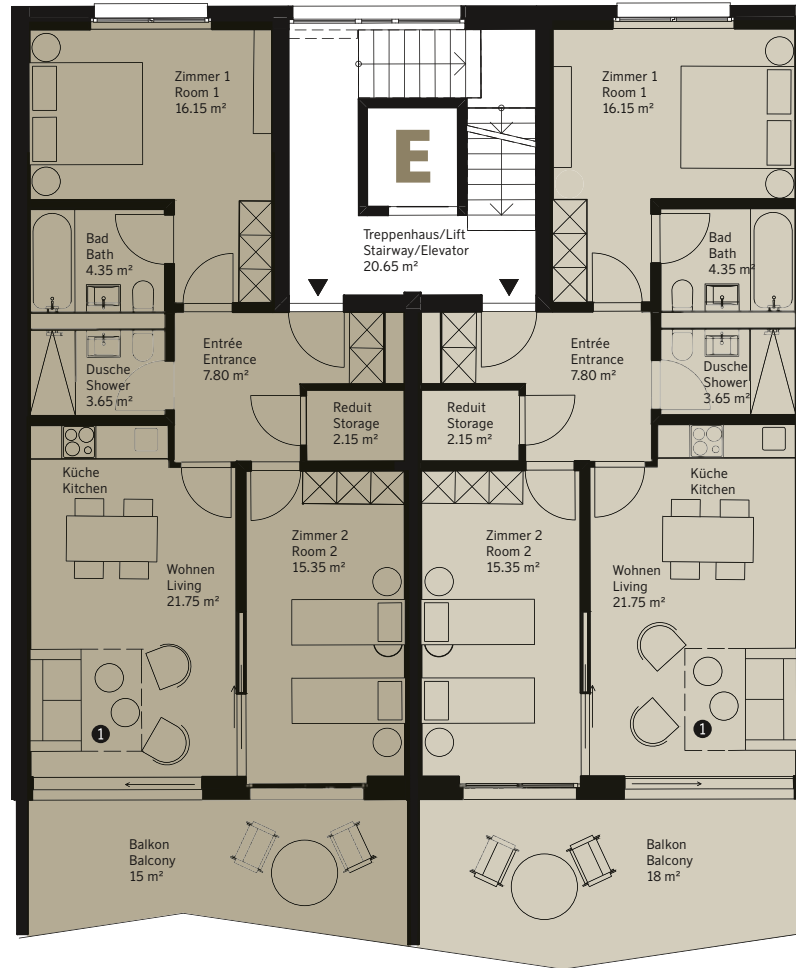 Zimmer 1
Room 1
16.15 m²
Zimmer 1
Room 1
16.15 m²
E
Treppenhaus/Lift
Stairway/Elevator
20.65 m²
Bad
Bath
4.35 m²
Bad
Bath
4.35 m²
Dusche
Shower
3.65 m²
Entrée
Entrance
7.80 m²
Entrée
Entrance
7.80 m²
Dusche
Shower
3.65 m²
Reduit
Storage
2.15 m²
Reduit
Storage
2.15 m²
Küche
Kitchen
Küche
Kitchen
Wohnen
Living
21.75 m²
Zimmer 2
Room 2
15.35 m²
Zimmer 2
Room 2
15.35 m²
Wohnen
Living
21.75 m²
1
1
Balkon
Balcony
15 m²
Balkon
Balcony
18 m²